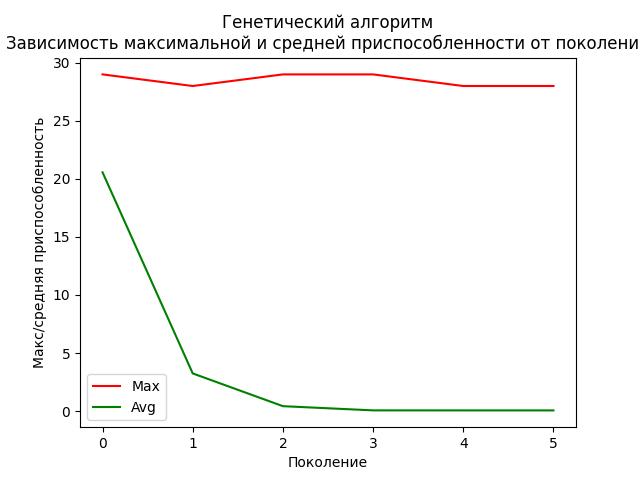 Генетический алгоритм
Зависимость максимальной и средней приспособленности от поколени
Макс/средняя приспособленность
30
25
20
15
10
5
0
Max
Avg
0 1 2 3 4 5
Поколение